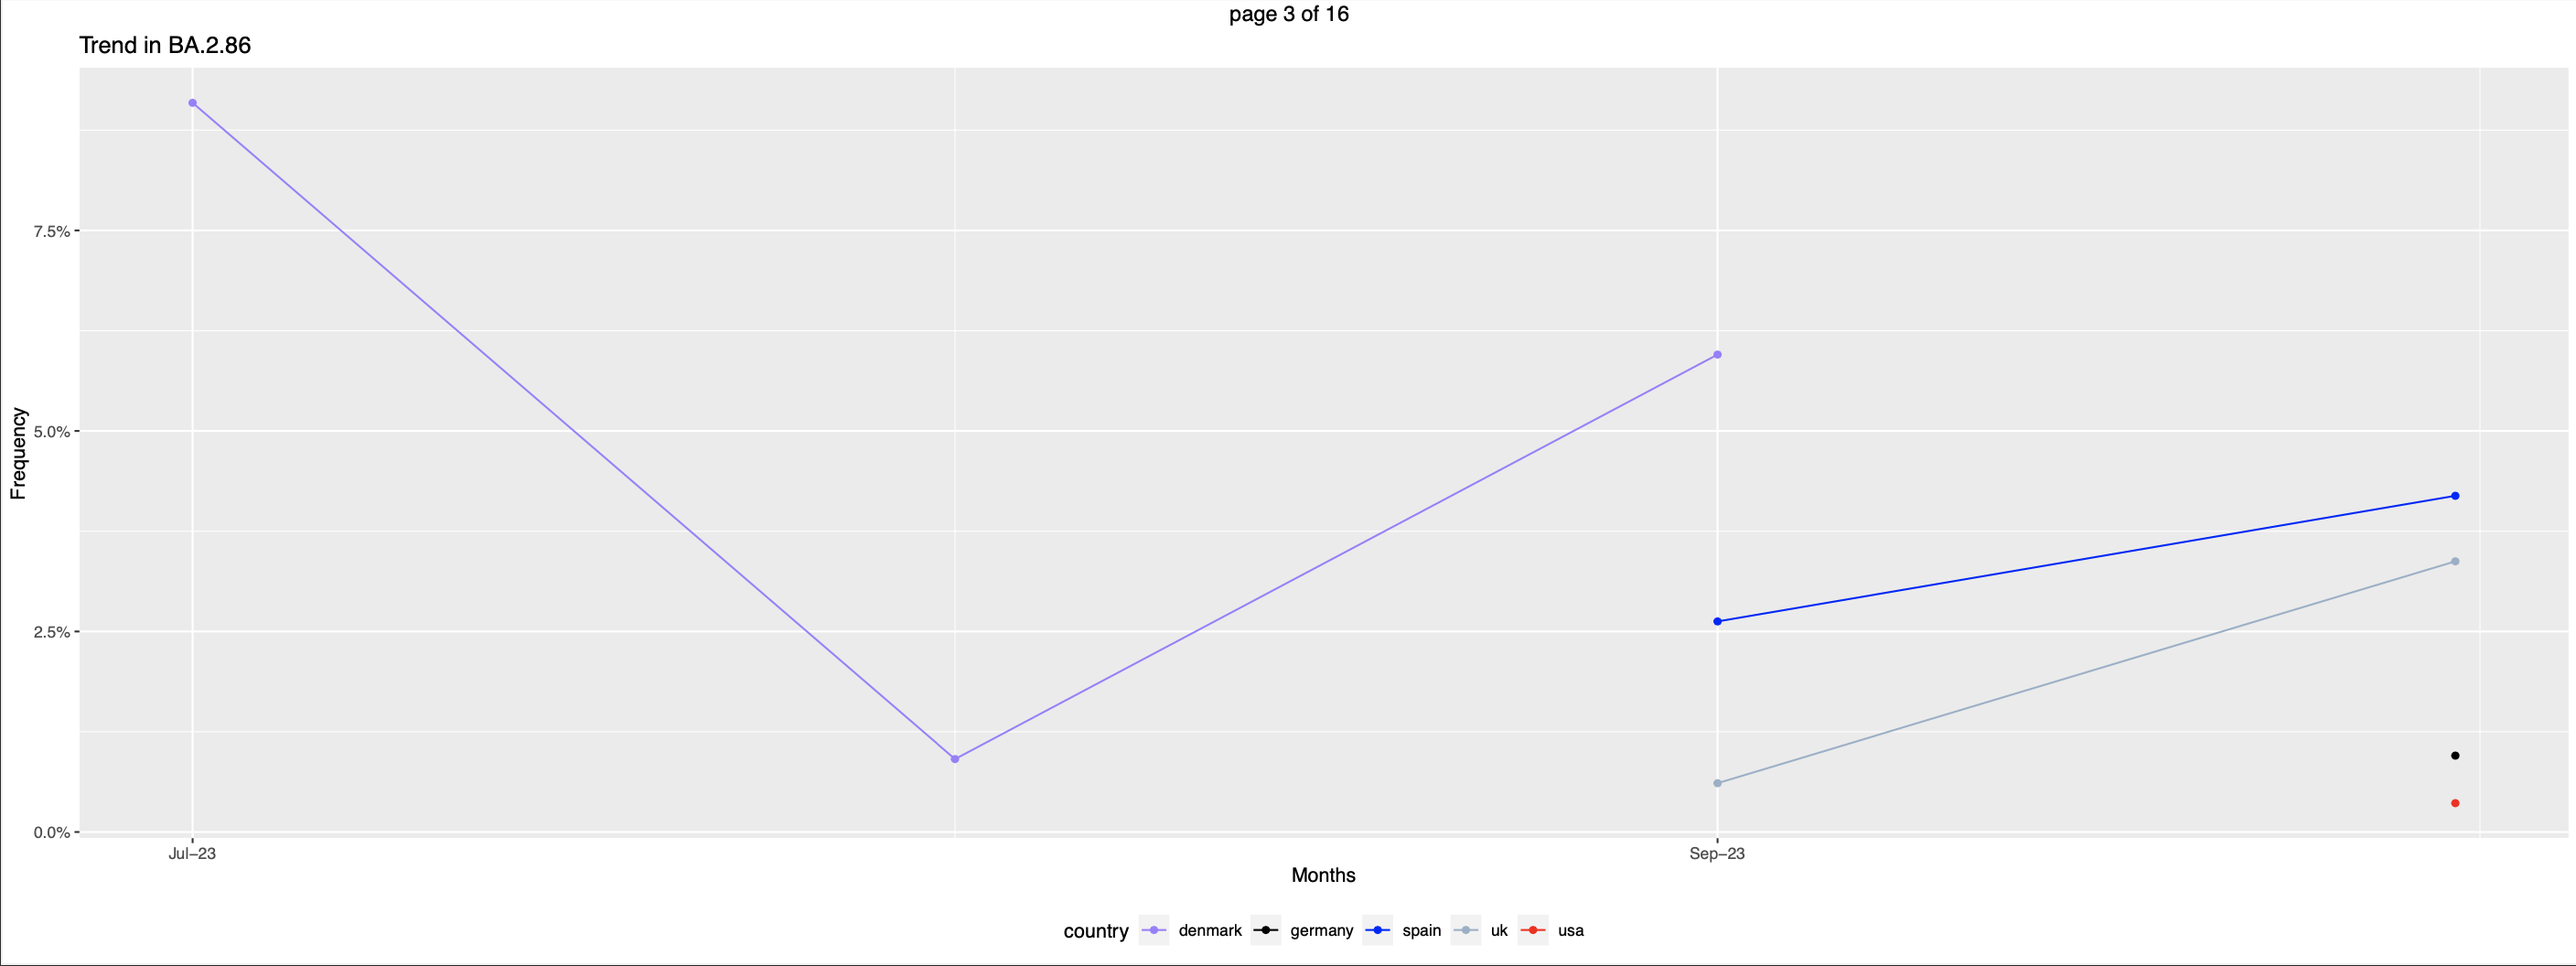 page 3 of 16
Trend in BA.2.86
Frequency
7.5%
5.0%
2.5%
0.0%
Jul–23
Sep–23
Months
country denmark germany spain uk usa